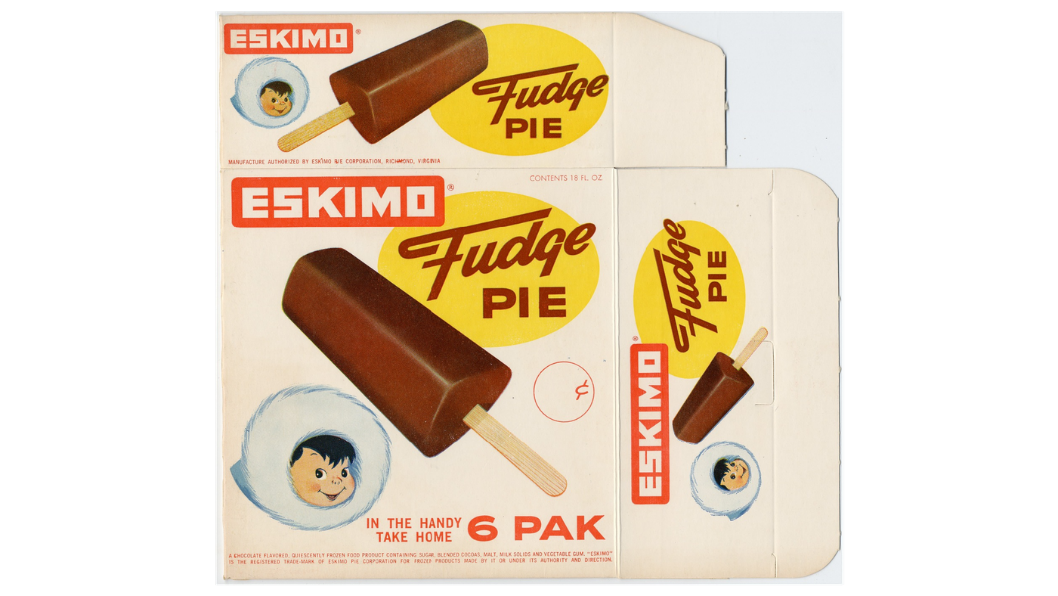 ESKIMO®
Fudge
PIE
MANUFACTURE AUTHORIZED BY ESKIMO PIE CORPORATION, RICHMOND, VIRGINIA
ESKIMO®
CONTENTS 18 FL. OZ
Fudge
PIE
¢
IN THE HANDY
TAKE HOME
6 PAK
A CHOCOLATE FLAVORED, QUIESCENTLY FROZEN FOOD PRODUCT CONTAINING SUGAR, BLENDED COCOAS, MALT, MILK SOLIDS AND VEGETABLE GUM. "ESKIMO"
IS THE REGISTERED TRADE-MARK OF ESKIMO PIE CORPORATION FOR FROZEN PRODUCTS MADE BY IT OR UNDER ITS AUTHORITY AND DIRECTION.
ESKIMO®
Fudge
PIE